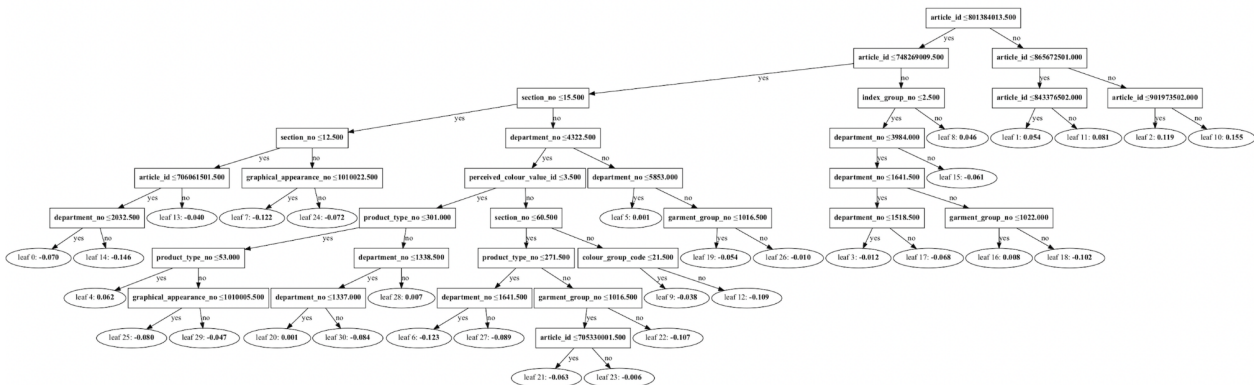 article_id ≤801384013.500
yes no
article_id ≤748269009.500 article_id ≤865672501.000
yes no yes no
section_no ≤15.500 index_group_no ≤2.500 article_id ≤843376502.000 article_id ≤901973502.000
yes no yes no yes no yes no
section_no ≤12.500 department_no ≤4322.500 department_no ≤3984.000 leaf 8: 0.046 leaf 1: 0.054 leaf 11: 0.081 leaf 2: 0.119 leaf 10: 0.155
yes no yes no yes no
article_id ≤706061501.500 graphical_appearance_no ≤1010022.500 perceived_colour_value_id ≤3.500 department_no ≤5853.000 department_no ≤1641.500 leaf 15: -0.061
yes no yes no yes no yes no yes no
department_no ≤2032.500 leaf 13: -0.040 leaf 7: -0.122 leaf 24: -0.072 product_type_no ≤301.000 section_no ≤60.500 leaf 5: 0.001 garment_group_no ≤1016.500 department_no ≤1518.500 garment_group_no ≤1022.000
yes no yes no yes no yes no yes no yes no
leaf 0: -0.070 leaf 14: -0.146 product_type_no ≤53.000 department_no ≤1338.500 product_type_no ≤271.500 colour_group_code ≤21.500 leaf 19: -0.054 leaf 26: -0.010 leaf 3: -0.012 leaf 17: -0.068 leaf 16: 0.008 leaf 18: -0.102
yes no yes no yes no yes no
leaf 4: 0.062 graphical_appearance_no ≤1010005.500 department_no ≤1337.000 leaf 28: 0.007 department_no ≤1641.500 garment_group_no ≤1016.500 leaf 9: -0.038 leaf 12: -0.109
yes no yes no yes no yes no
leaf 25: -0.080 leaf 29: -0.047 leaf 20: 0.001 leaf 30: -0.084 leaf 6: -0.123 leaf 27: -0.089 article_id ≤705330001.500 leaf 22: -0.107
yes no
leaf 21: -0.063 leaf 23: -0.006